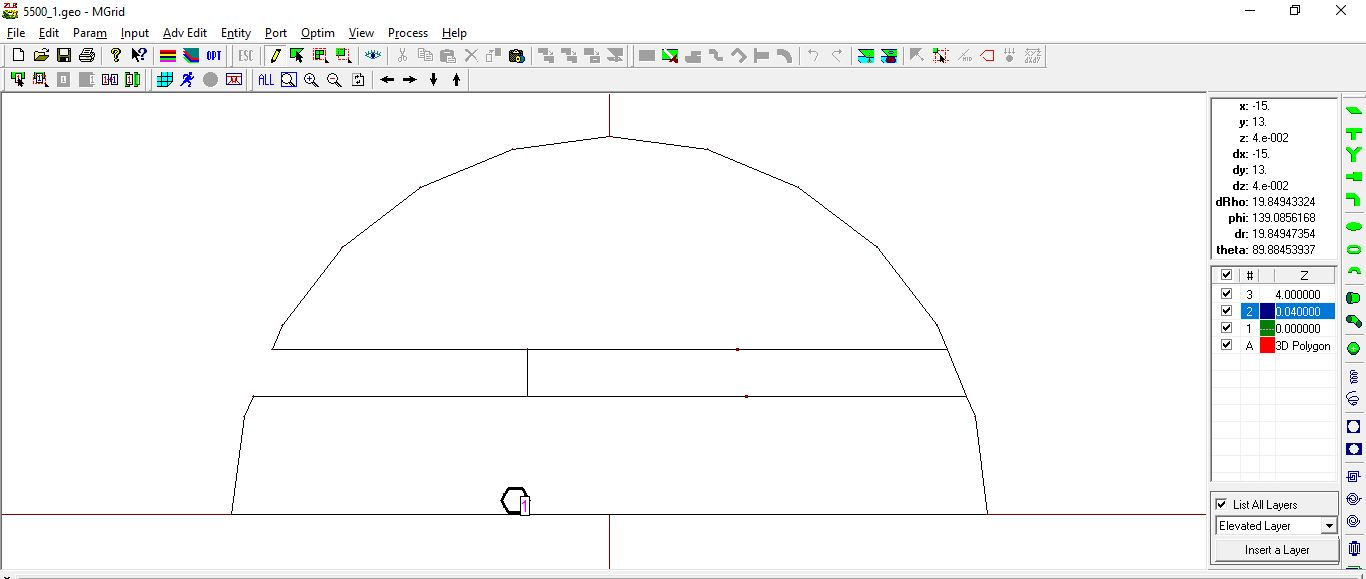 5500_1.geo - MGrid
File Edit Param Input Adv Edit Entity Port Optim View Process Help
OPT ESC
ALL
x: -15.
y: 13.
z: 4.e-002
dx: -15.
dy: 13.
dz: 4.e-002
dRho: 19.84943324
phi: 139.0856168
dr: 19.84947354
theta: 89.88453937
# Z
3 4.000000
2 0.040000
1 0.000000
A 3D Polygon
1
List All Layers
Elevated Layer
Insert a Layer